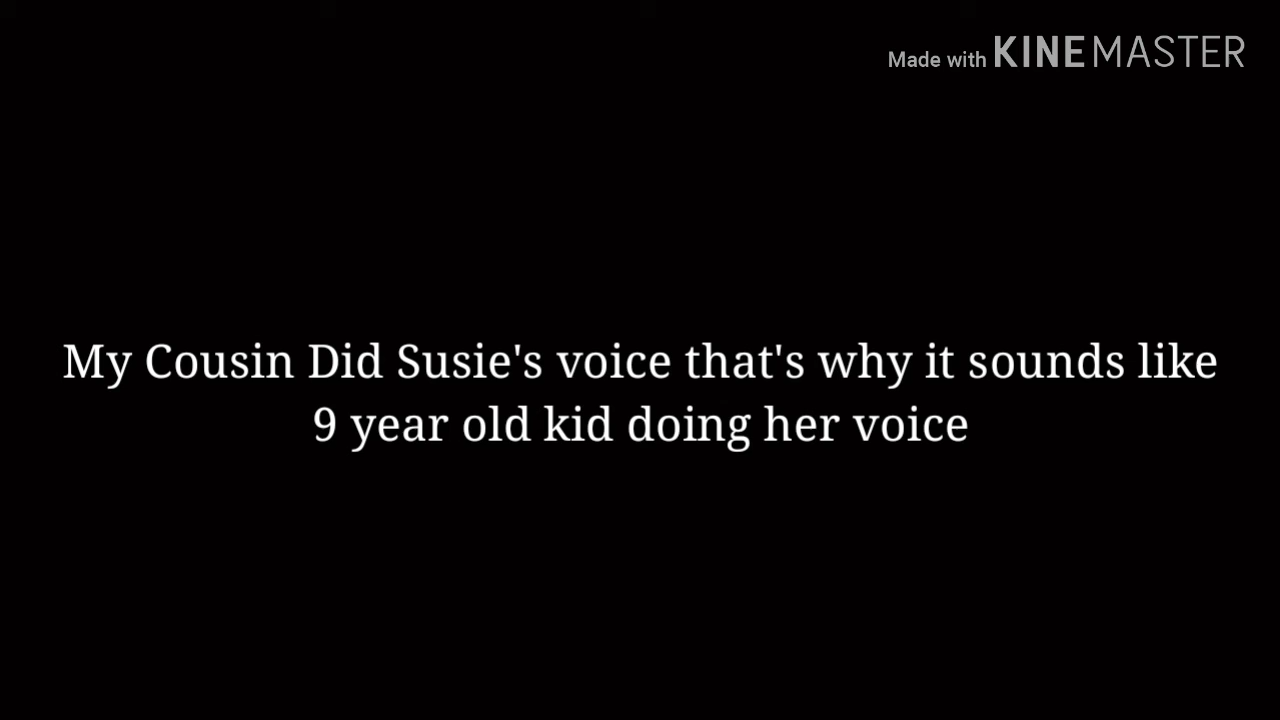 Made with KINEMASTER
My Cousin Did Susie's voice that's why it sounds like
9 year old kid doing her voice